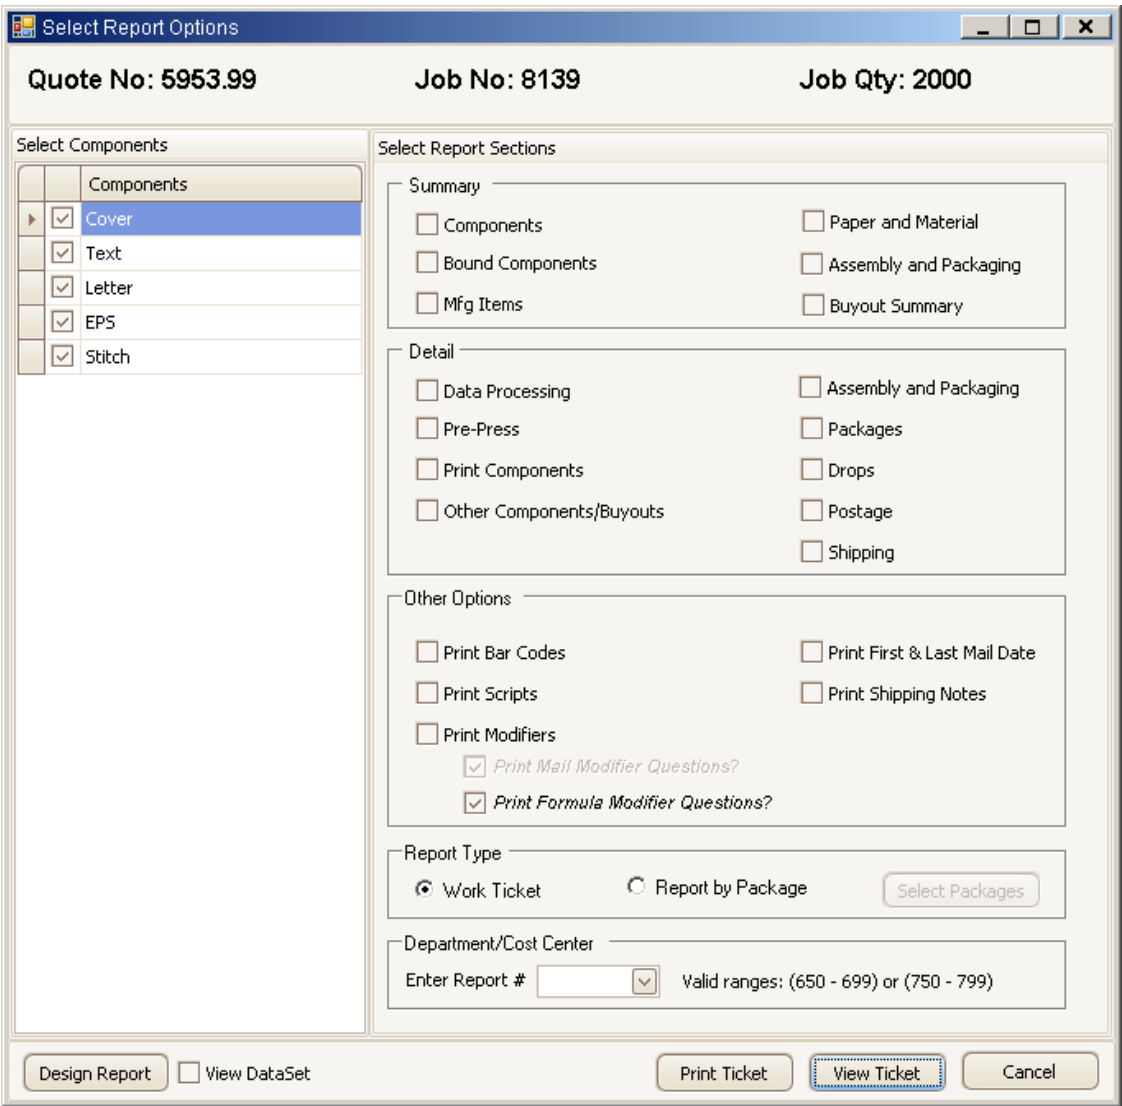 Select Report Options
Quote No: 5953.99 Job No: 8139 Job Qty: 2000
Select Components
Components
Cover
Text
Letter
EPS
Stitch
Select Report Sections
Summary
Components
Bound Components
Mfg Items
Paper and Material
Assembly and Packaging
Buyout Summary
Detail
Data Processing
Pre-Press
Print Components
Other Components/Buyouts
Assembly and Packaging
Packages
Drops
Postage
Shipping
Other Options
Print Bar Codes
Print Scripts
Print Modifiers
Print Mail Modifier Questions?
Print Formula Modifier Questions?
Print First & Last Mail Date
Print Shipping Notes
Report Type
Work Ticket Report by Package Select Packages
Department/Cost Center
Enter Report # Valid ranges: (650 - 699) or (750 - 799)
Design Report View DataSet Print Ticket View Ticket Cancel